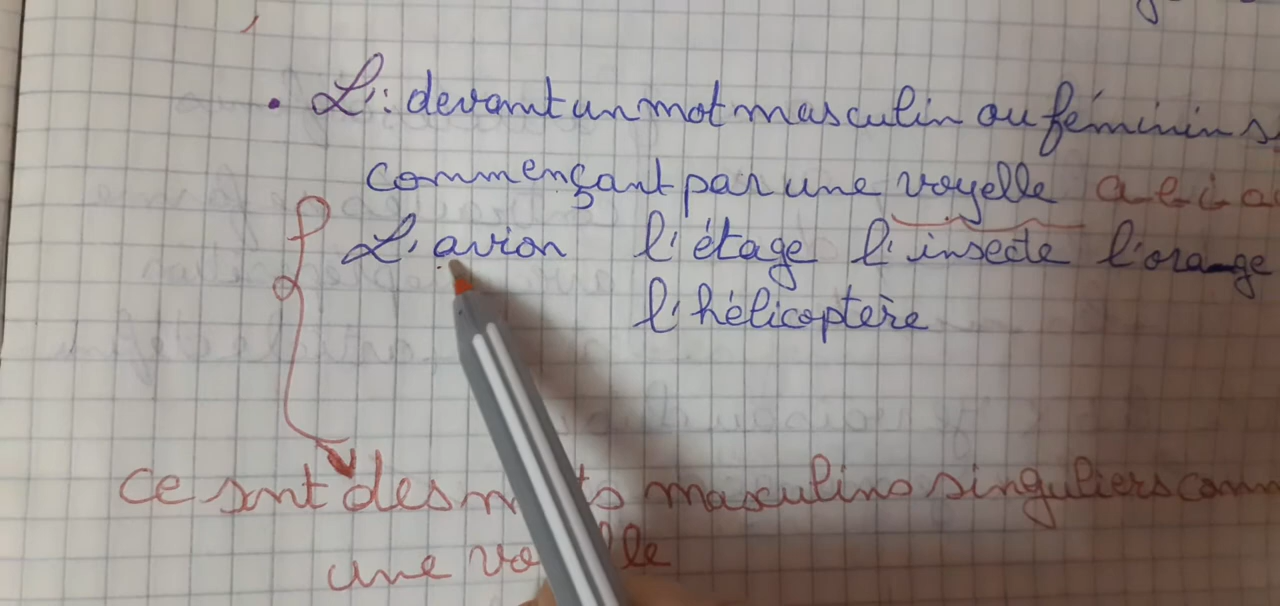 L' : devant un mot masculin ou féminin
commençant par une voyelle a-e-i-o
L'avion l'étage l'insecte l'orange
l'hélicoptère
ce sont des mots masculins singuliers
une